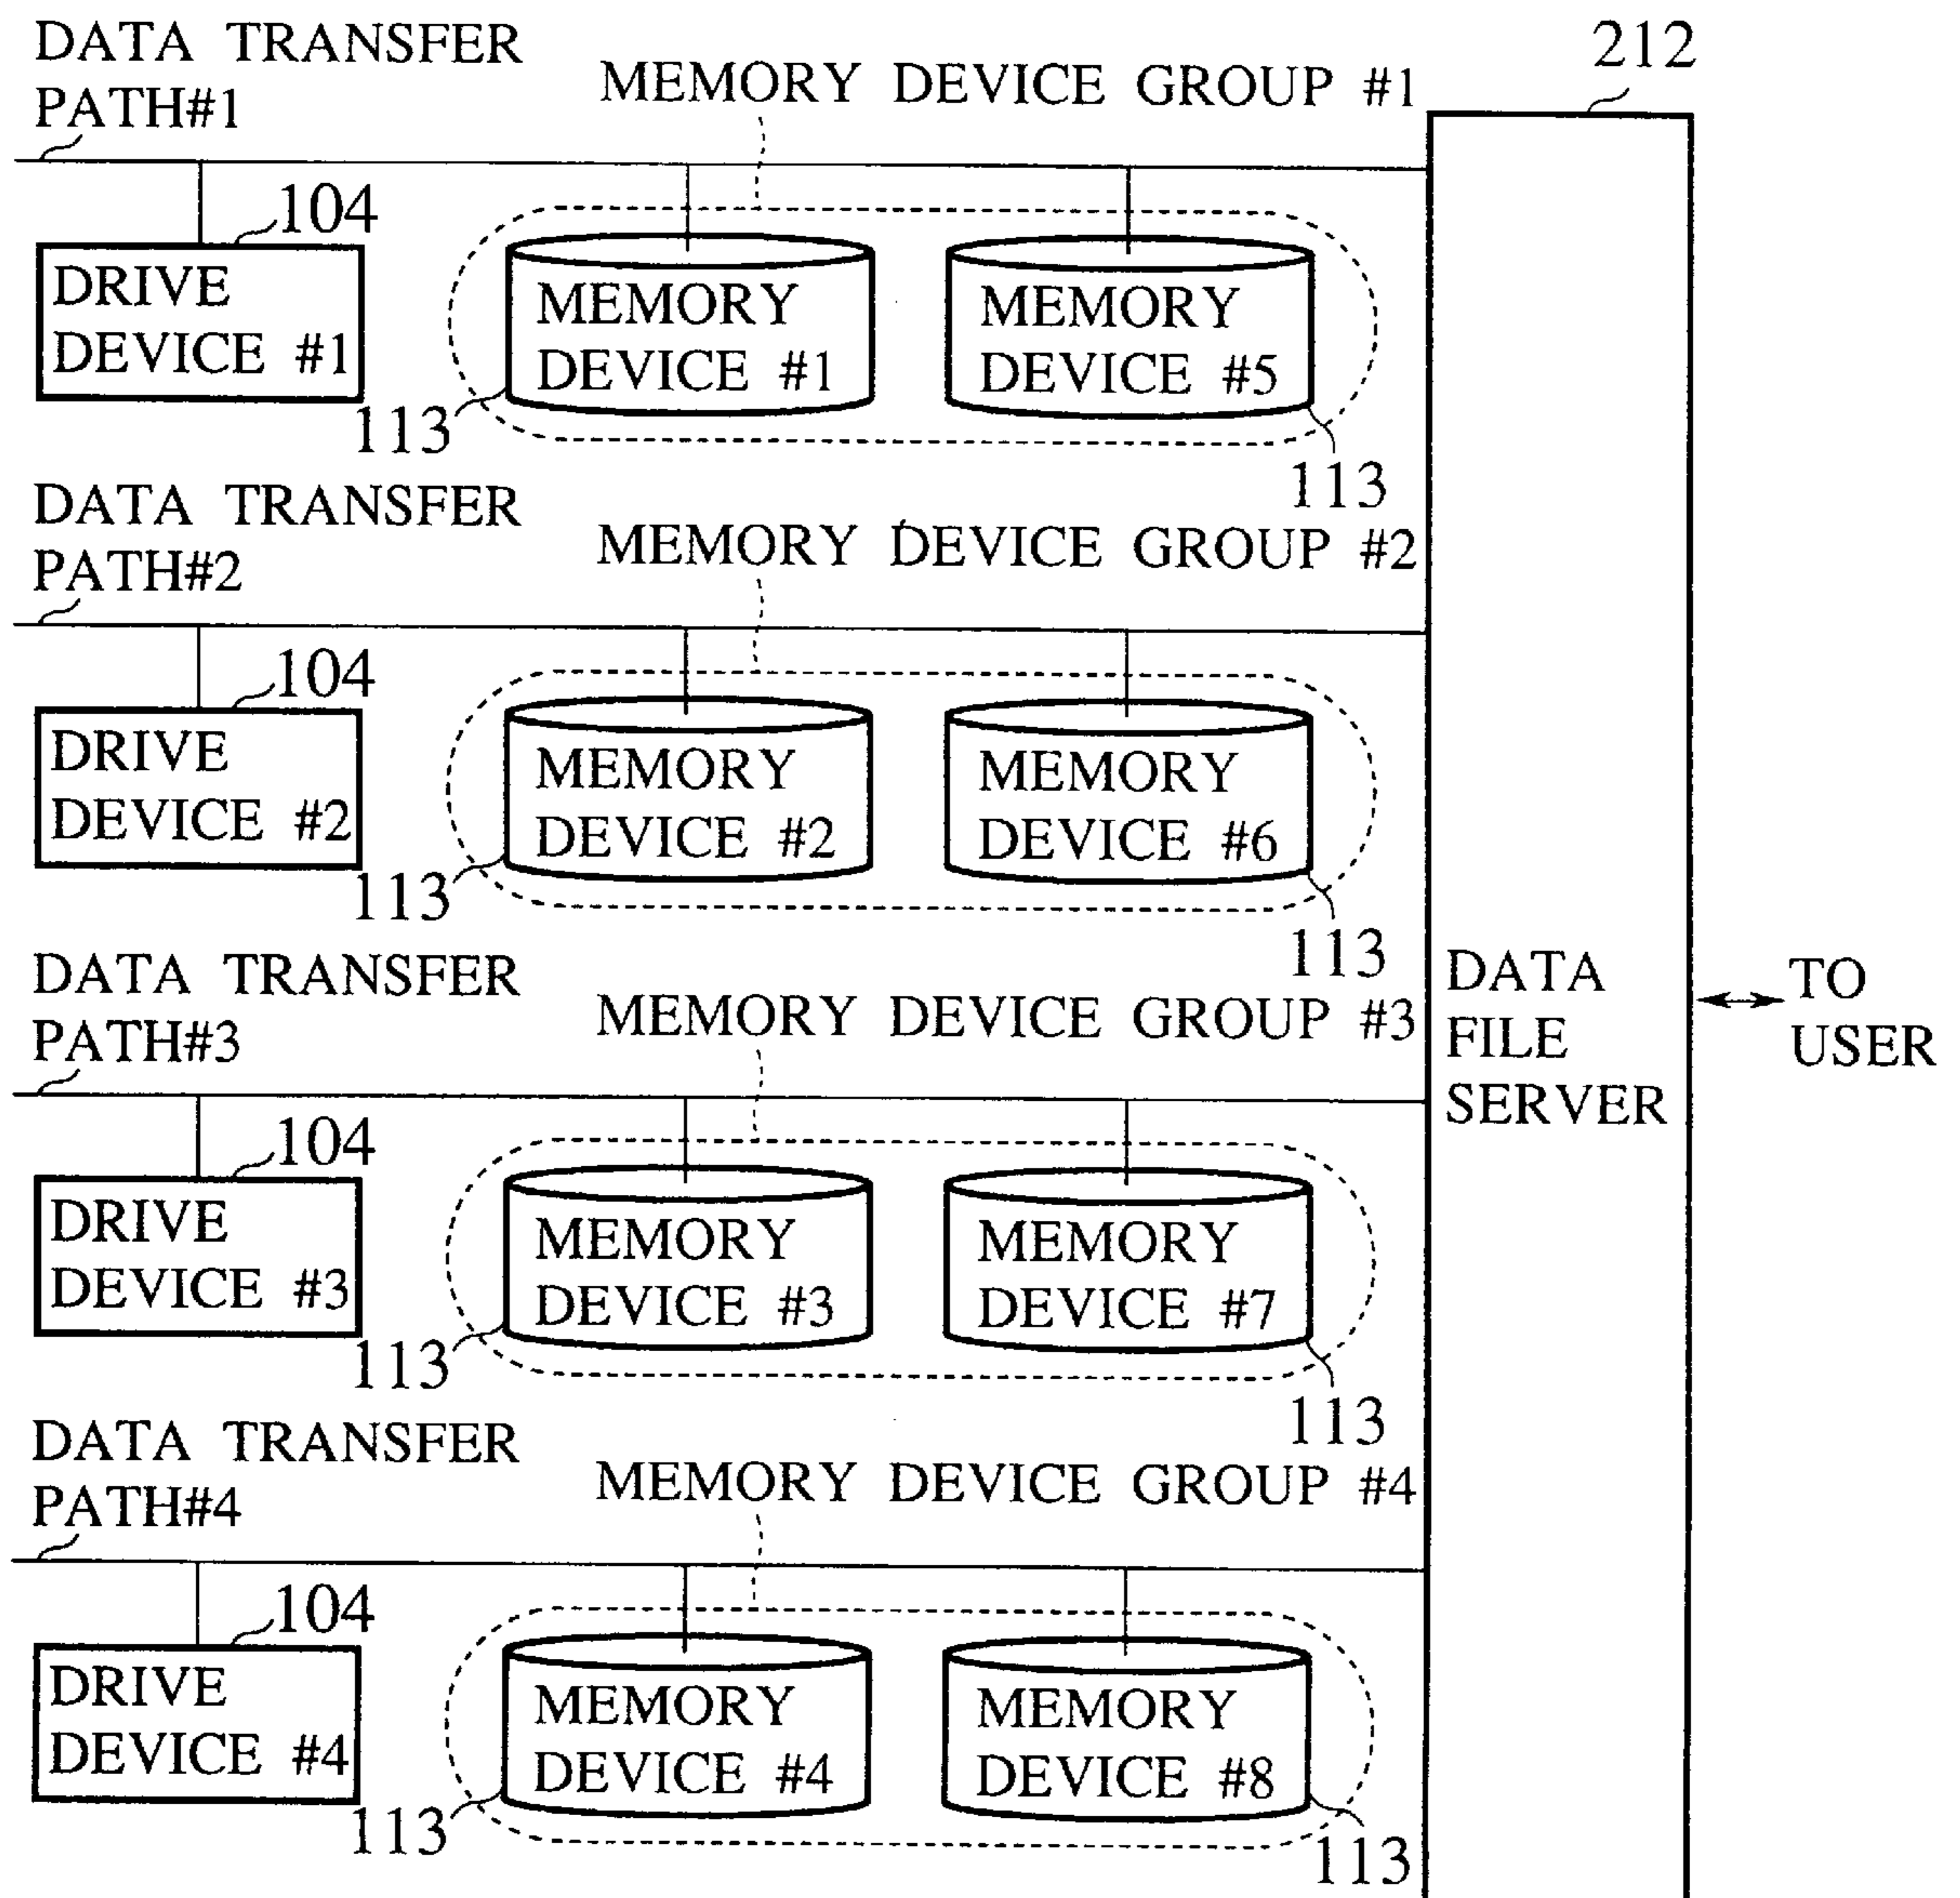 DATA TRANSFER
PATH#1
MEMORY DEVICE GROUP #1
212
104
DRIVE
DEVICE #1
MEMORY
DEVICE #1
MEMORY
DEVICE #5
113
113
DATA TRANSFER
PATH#2
MEMORY DEVICE GROUP #2
104
DRIVE
DEVICE #2
MEMORY
DEVICE #2
MEMORY
DEVICE #6
113
113
DATA TRANSFER
PATH#3
MEMORY DEVICE GROUP #3
DATA
FILE
SERVER
TO
USER
104
DRIVE
DEVICE #3
MEMORY
DEVICE #3
MEMORY
DEVICE #7
113
113
DATA TRANSFER
PATH#4
MEMORY DEVICE GROUP #4
104
DRIVE
DEVICE #4
MEMORY
DEVICE #4
MEMORY
DEVICE #8
113
113